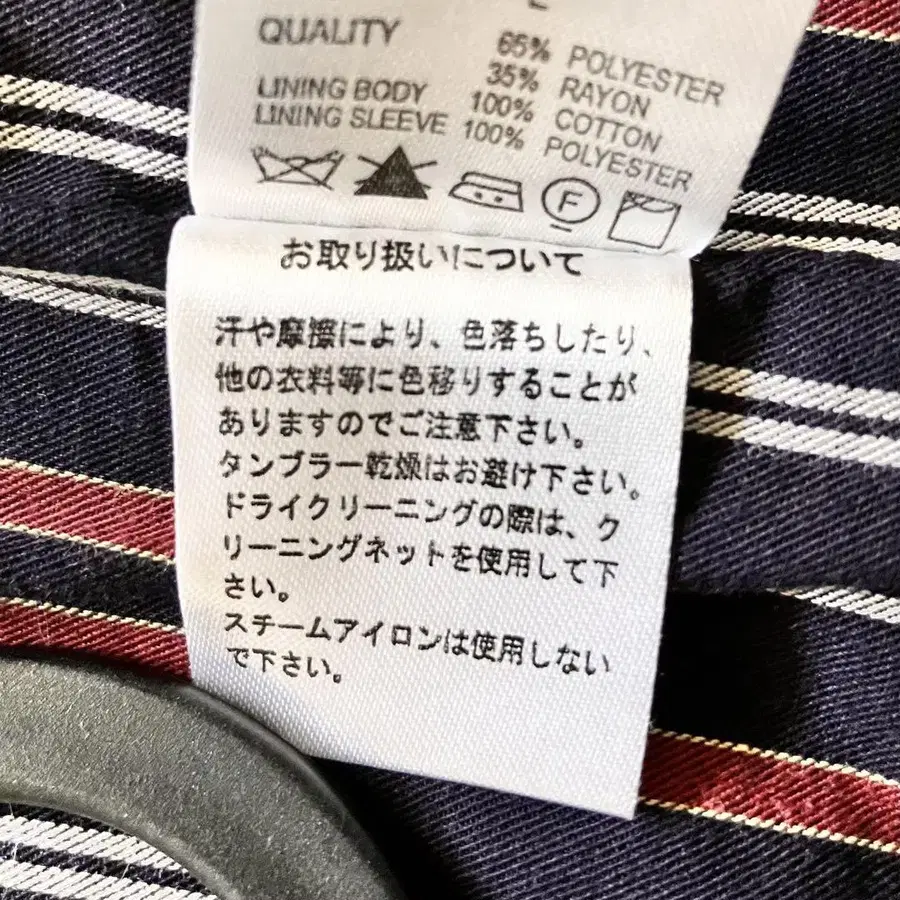 QUALITY 65% POLYESTER
35% RAYON
LINING BODY 100% COTTON
LINING SLEEVE 100% POLYESTER
F
お取り扱いについて
汗や摩擦により、色落ちしたり、
他の衣料等に色移りすることが
ありますのでご注意下さい。
タンブラー乾燥はお避け下さい。
ドライクリーニングの際は、ク
リーニングネットを使用して下
さい。
スチームアイロンは使用しない
で下さい。